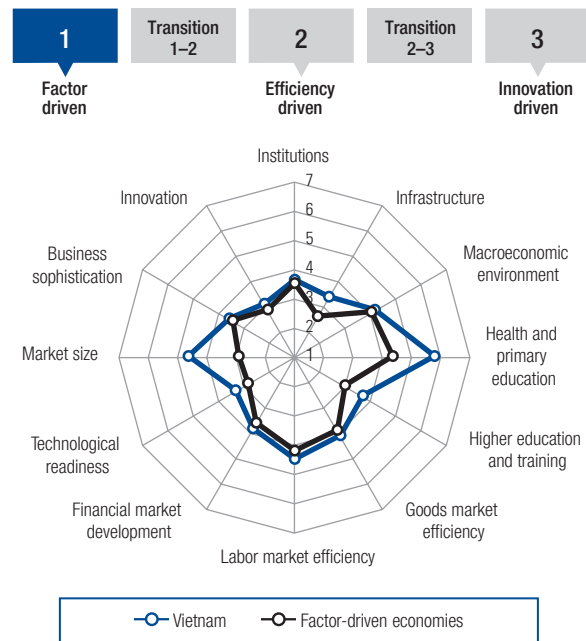 1
Transition
1–2
2
Transition
2–3
3
Factor
driven
Efficiency
driven
Innovation
driven
Institutions
7
Innovation
Infrastructure
6
5
Business
sophistication
Macroeconomic
environment
4
3
2
Market size
1
Health and
primary
education
Technological
readiness
Higher education
and training
Financial market
development
Goods market
efficiency
Labor market efficiency
Vietnam
Factor-driven economies